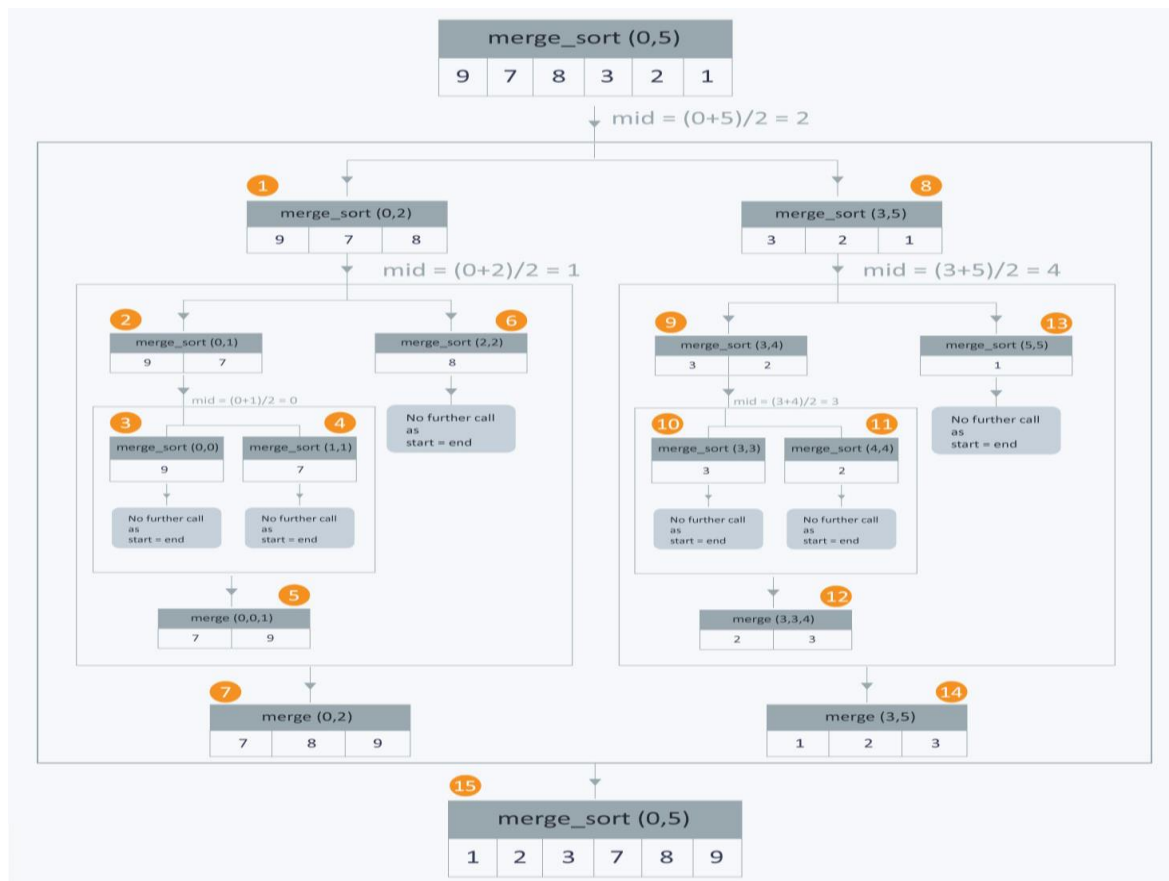 merge_sort (0,5)
9 7 8 3 2 1
mid = (0+5)/2 = 2
1
8
merge_sort (0,2)
9 7 8
merge_sort (3,5)
3 2 1
mid = (0+2)/2 = 1
mid = (3+5)/2 = 4
2
merge_sort (0,1)
9 7
6
merge_sort (2,2)
8
9
merge_sort (3,4)
3 2
13
merge_sort (5,5)
1
mid = (0+1)/2 = 0
No further call
as
start = end
mid = (3+4)/2 = 3
No further call
as
start = end
3
merge_sort (0,0)
9
4
merge_sort (1,1)
7
10
merge_sort (3,3)
3
11
merge_sort (4,4)
2
No further call
as
start = end
No further call
as
start = end
No further call
as
start = end
No further call
as
start = end
5
merge (0,0,1)
7 9
12
merge (3,3,4)
2 3
7
merge (0,2)
7 8 9
14
merge (3,5)
1 2 3
15
merge_sort (0,5)
1 2 3 7 8 9